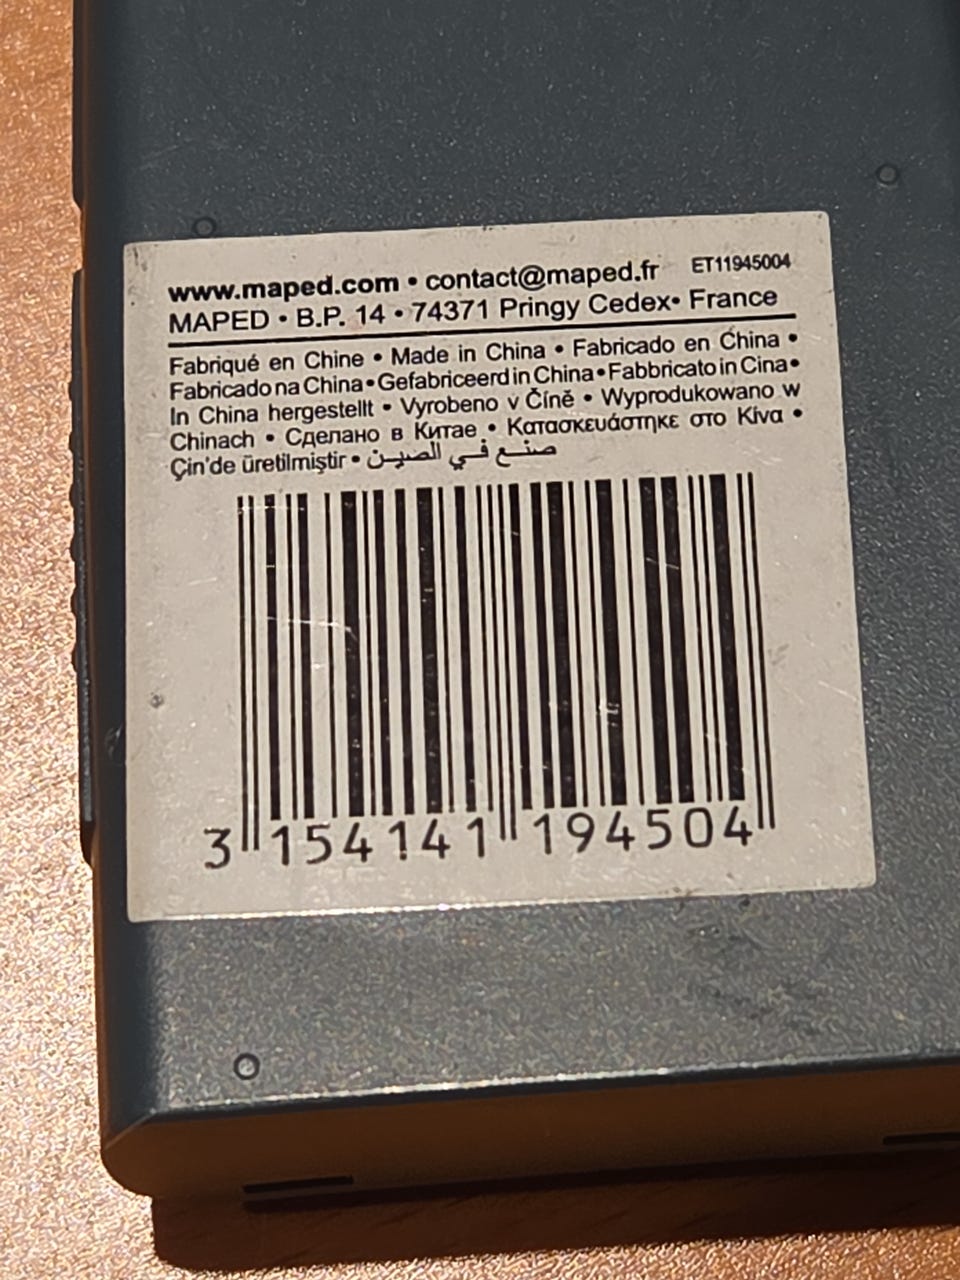 www.maped.com • contact@maped.fr ET11945004
MAPED • B.P. 14 • 74371 Pringy Cedex• France
Fabriqué en Chine • Made in China • Fabricado en China •
Fabricado na China • Gefabriceerd in China • Fabbricato in Cina •
In China hergestellt • Vyrobeno v Číně • Wyprodukowano w
Chinach • Сделано в Китае • Κατασκευάστηκε στο Κίνα •
Çin'de üretilmiştir • صنع في الصين
3 154141 194504